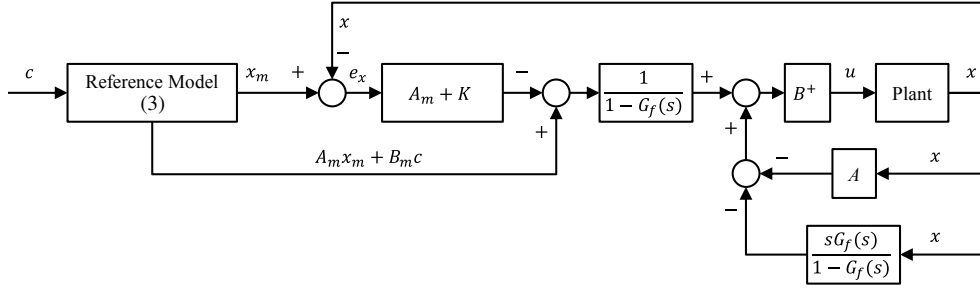 x
−
c
Reference Model
(3)
x_m
+
e_x
A_m + K
−
+
A_m x_m + B_m c
1
1 − G_f(s)
+
+
B⁺
u
Plant
x
−
A
x
−
sG_f(s)
1 − G_f(s)
x